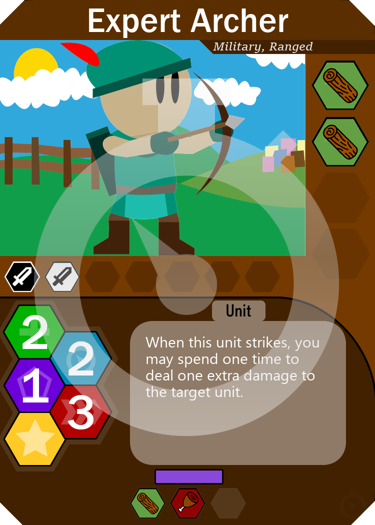 Expert Archer
Military, Ranged
Unit
When this unit strikes, you
may spend one time to
deal one extra damage to
the target unit.
2
2
1
3